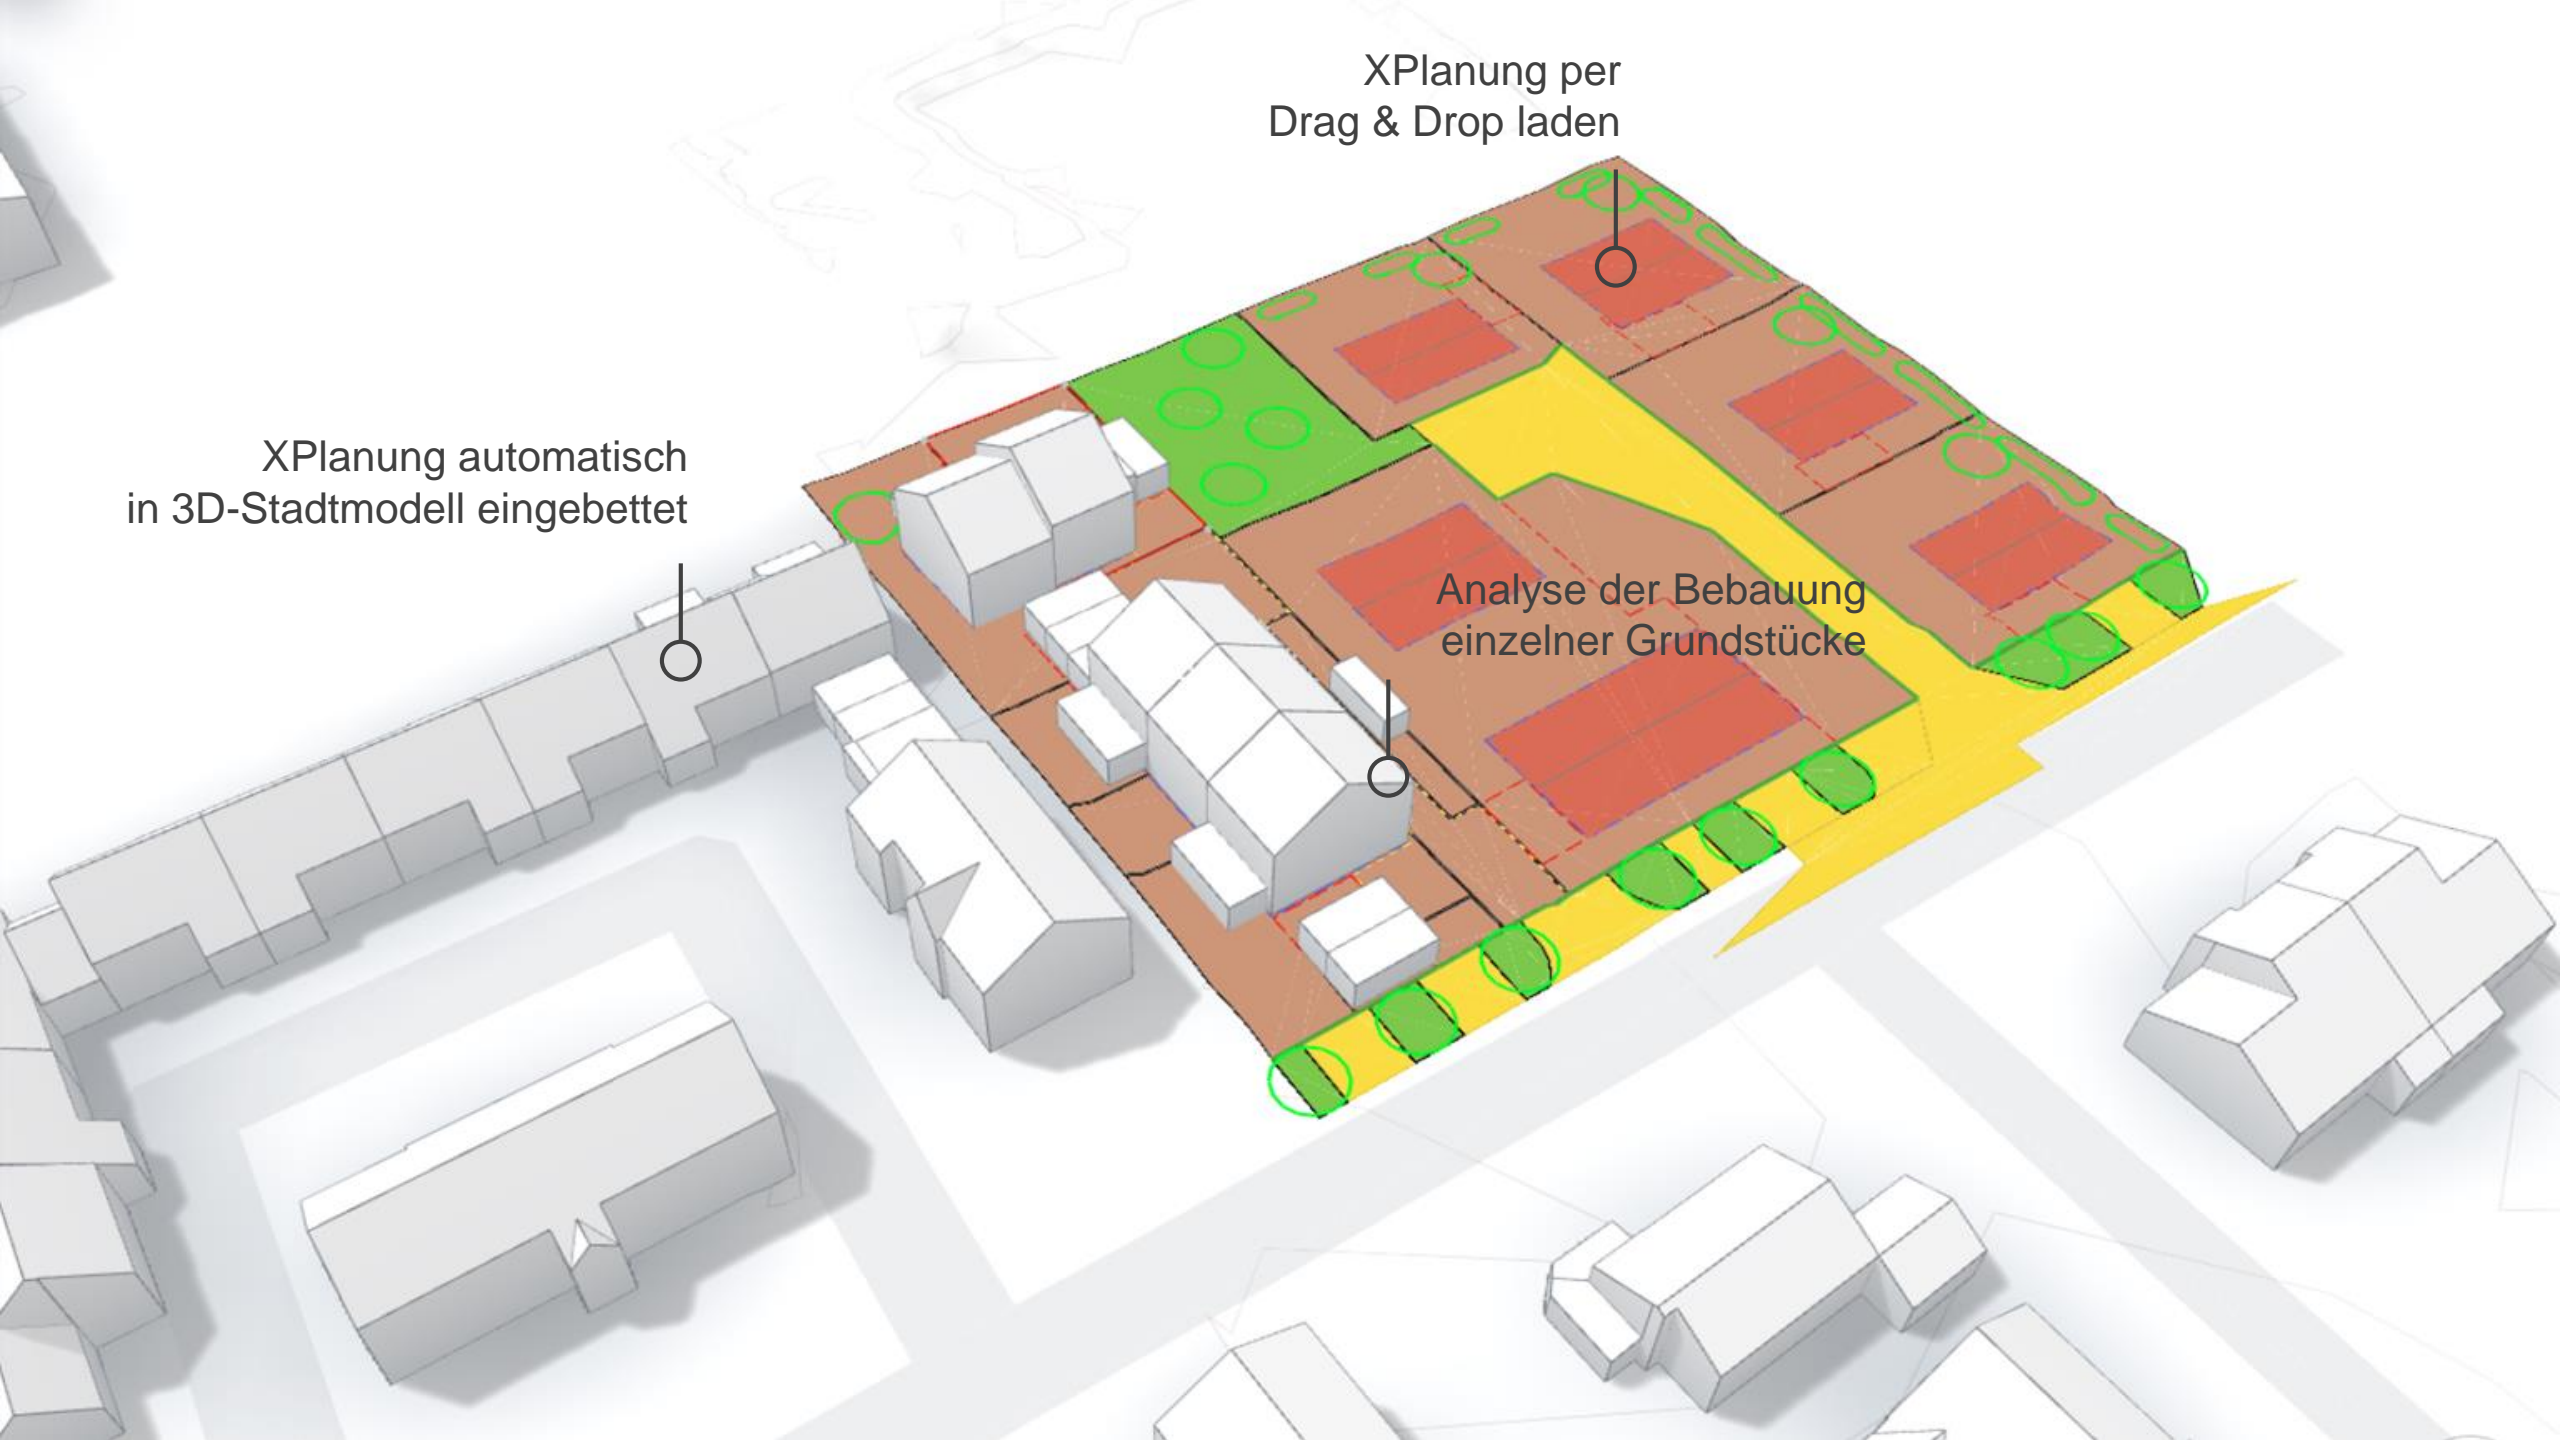 XPlanung per
Drag & Drop laden
XPlanung automatisch
in 3D-Stadtmodell eingebettet
Analyse der Bebauung
einzelner Grundstücke